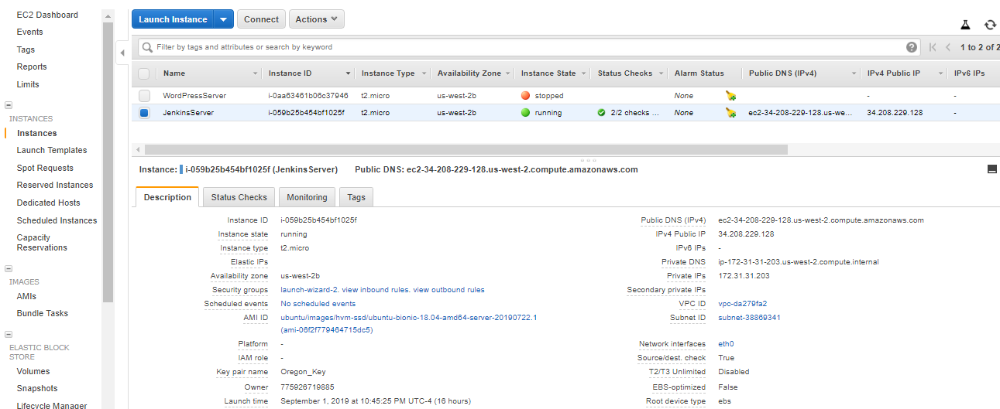 EC2 Dashboard
Events
Tags
Reports
Limits
INSTANCES
Instances
Launch Templates
Spot Requests
Reserved Instances
Dedicated Hosts
Scheduled Instances
Capacity
Reservations
IMAGES
AMIs
Bundle Tasks
ELASTIC BLOCK
STORE
Volumes
Snapshots
Lifecycle Manager
Launch Instance Connect Actions
Filter by tags and attributes or search by keyword 1 to 2 of 2
Name Instance ID Instance Type Availability Zone Instance State Status Checks Alarm Status Public DNS (IPv4) IPv4 Public IP IPv6 IPs
WordPressServer i-0aa63461b06c37946 t2.micro us-west-2b stopped None - -
JenkinsServer i-059b25b454bf1025f t2.micro us-west-2b running 2/2 checks ... None ec2-34-208-229-128.us-we... 34.208.229.128 -
Instance: i-059b25b454bf1025f (JenkinsServer) Public DNS: ec2-34-208-229-128.us-west-2.compute.amazonaws.com
Description Status Checks Monitoring Tags
Instance ID i-059b25b454bf1025f
Instance state running
Instance type t2.micro
Elastic IPs
Availability zone us-west-2b
Security groups launch-wizard-2. view inbound rules. view outbound rules
Scheduled events No scheduled events
AMI ID ubuntu/images/hvm-ssd/ubuntu-bionic-18.04-amd64-server-20190722.1
(ami-06f2f779464715dc5)
Platform -
IAM role -
Key pair name Oregon_Key
Owner 775926719885
Launch time September 1, 2019 at 10:45:25 PM UTC-4 (16 hours)
Public DNS (IPv4) ec2-34-208-229-128.us-west-2.compute.amazonaws.com
IPv4 Public IP 34.208.229.128
IPv6 IPs -
Private DNS ip-172-31-31-203.us-west-2.compute.internal
Private IPs 172.31.31.203
Secondary private IPs
VPC ID vpc-da279fa2
Subnet ID subnet-38869341
Network interfaces eth0
Source/dest. check True
T2/T3 Unlimited Disabled
EBS-optimized False
Root device type ebs